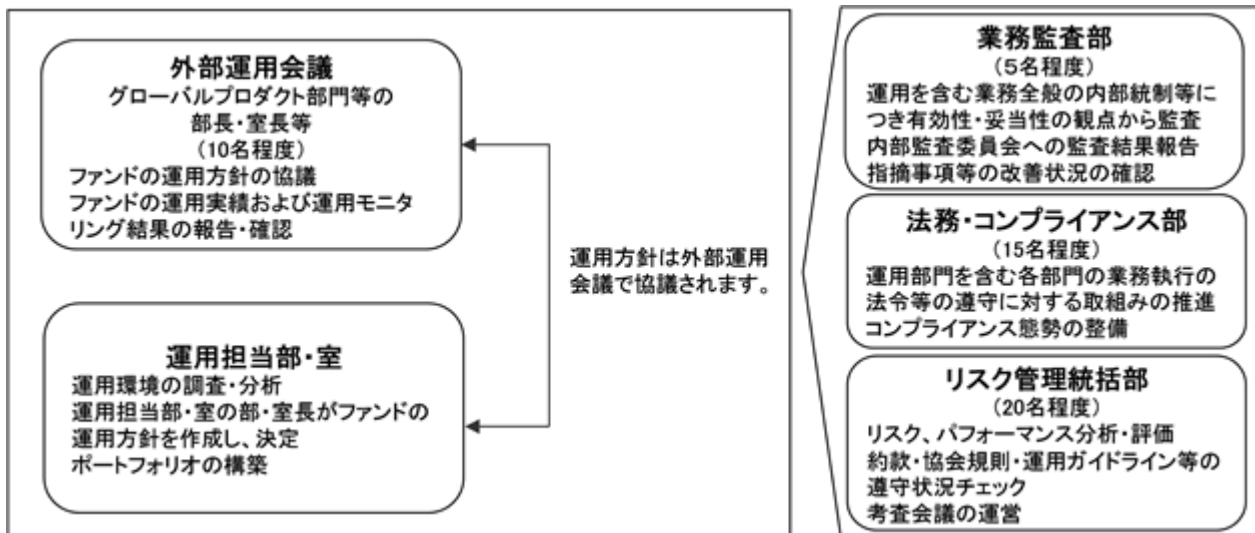 外部運用会議
グローバルプロダクト部門等の
部長・室長等
(10名程度)
ファンドの運用方針の協議
ファンドの運用実績および運用モニタ
リング結果の報告・確認
運用方針は外部運用
会議で協議されます。
運用担当部・室
運用環境の調査・分析
運用担当部・室の部・室長がファンドの
運用方針を作成し、決定
ポートフォリオの構築
業務監査部
(5名程度)
運用を含む業務全般の内部統制等に
つき有効性・妥当性の観点から監査
内部監査委員会への監査結果報告
指摘事項等の改善状況の確認
法務・コンプライアンス部
(15名程度)
運用部門を含む各部門の業務執行の
法令等の遵守に対する取組みの推進
コンプライアンス態勢の整備
リスク管理統括部
(20名程度)
リスク、パフォーマンス分析・評価
約款・協会規則・運用ガイドライン等の
遵守状況チェック
考査会議の運営